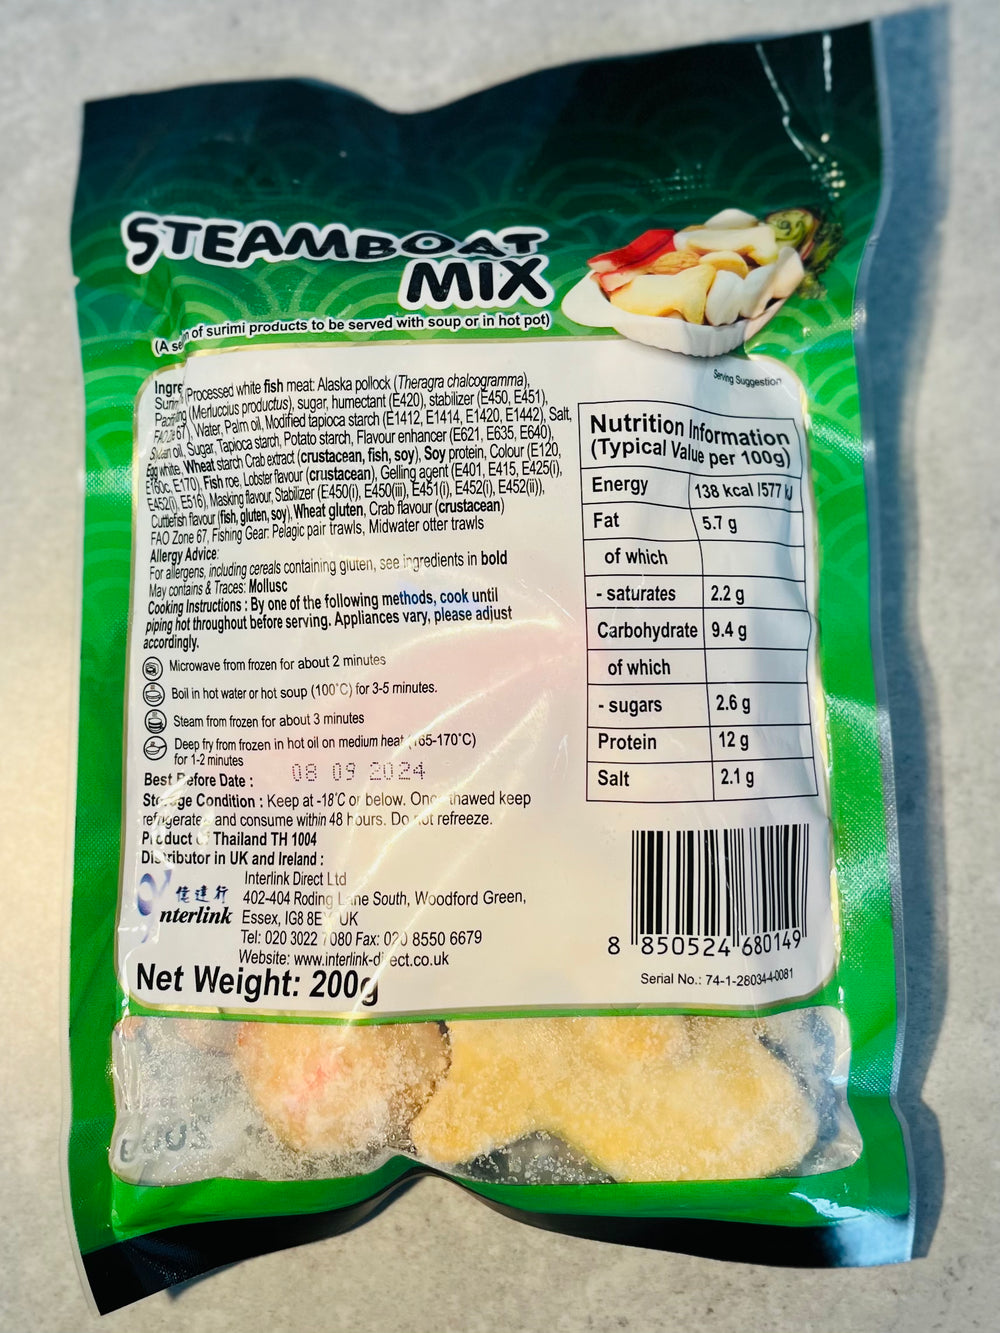 STEAMBOAT
MIX
(A of surimi products to be served with soup or in hot pot)
Serving Suggestion
(Processed white fish meat: Alaska pollock (Theragra chalcogramma),
(Merluccius productus), sugar, humectant (E420), stabilizer (E450, E451),
Water, Palm oil, Modified tapioca starch (E1412, E1414, E1420, E1442), Salt,
oil, Sugar, Tapioca starch, Potato starch, Flavour enhancer (E621, E635, E640),
Egg white, Wheat starch Crab extract (crustacean, fish, soy), Soy protein, Colour (E120,
E160c, E170), Fish roe, Lobster flavour (crustacean), Gelling agent (E401, E415, E425(i),
E452(i), E516), Masking flavour, Stabilizer (E450(i), E450(iii), E451(i), E452(i), E452(ii)),
Cuttlefish flavour (fish, gluten, soy), Wheat gluten, Crab flavour (crustacean)
FAO Zone 67, Fishing Gear: Pelagic pair trawls, Midwater otter trawls
Allergy Advice:
For allergens, including cereals containing gluten, see ingredients in bold
May contains & Traces: Mollusc
Cooking Instructions : By one of the following methods, cook until
piping hot throughout before serving. Appliances vary, please adjust
accordingly.
Microwave from frozen for about 2 minutes
Boil in hot water or hot soup (100°C) for 3-5 minutes.
Steam from frozen for about 3 minutes
Deep fry from frozen in hot oil on medium heat (165-170°C)
for 1-2 minutes
Best Before Date : 08 09 2024
Storage Condition : Keep at -18°C or below. Once thawed keep
refrigerated and consume within 48 hours. Do not refreeze.
Product of Thailand TH 1004
Distributor in UK and Ireland :
Interlink Direct Ltd
億達行
nterlink
402-404 Roding Lane South, Woodford Green,
Essex, IG8 8EY UK
Tel: 020 3022 7080 Fax: 020 8550 6679
Website: www.interlink-direct.co.uk
Net Weight: 200g
Nutrition Information
(Typical Value per 100g)
Energy 138 kcal /577 kJ
Fat 5.7 g
of which
- saturates 2.2 g
Carbohydrate 9.4 g
of which
- sugars 2.6 g
Protein 12 g
Salt 2.1 g
8 850524 680149
Serial No.: 74-1-28034-4-0081